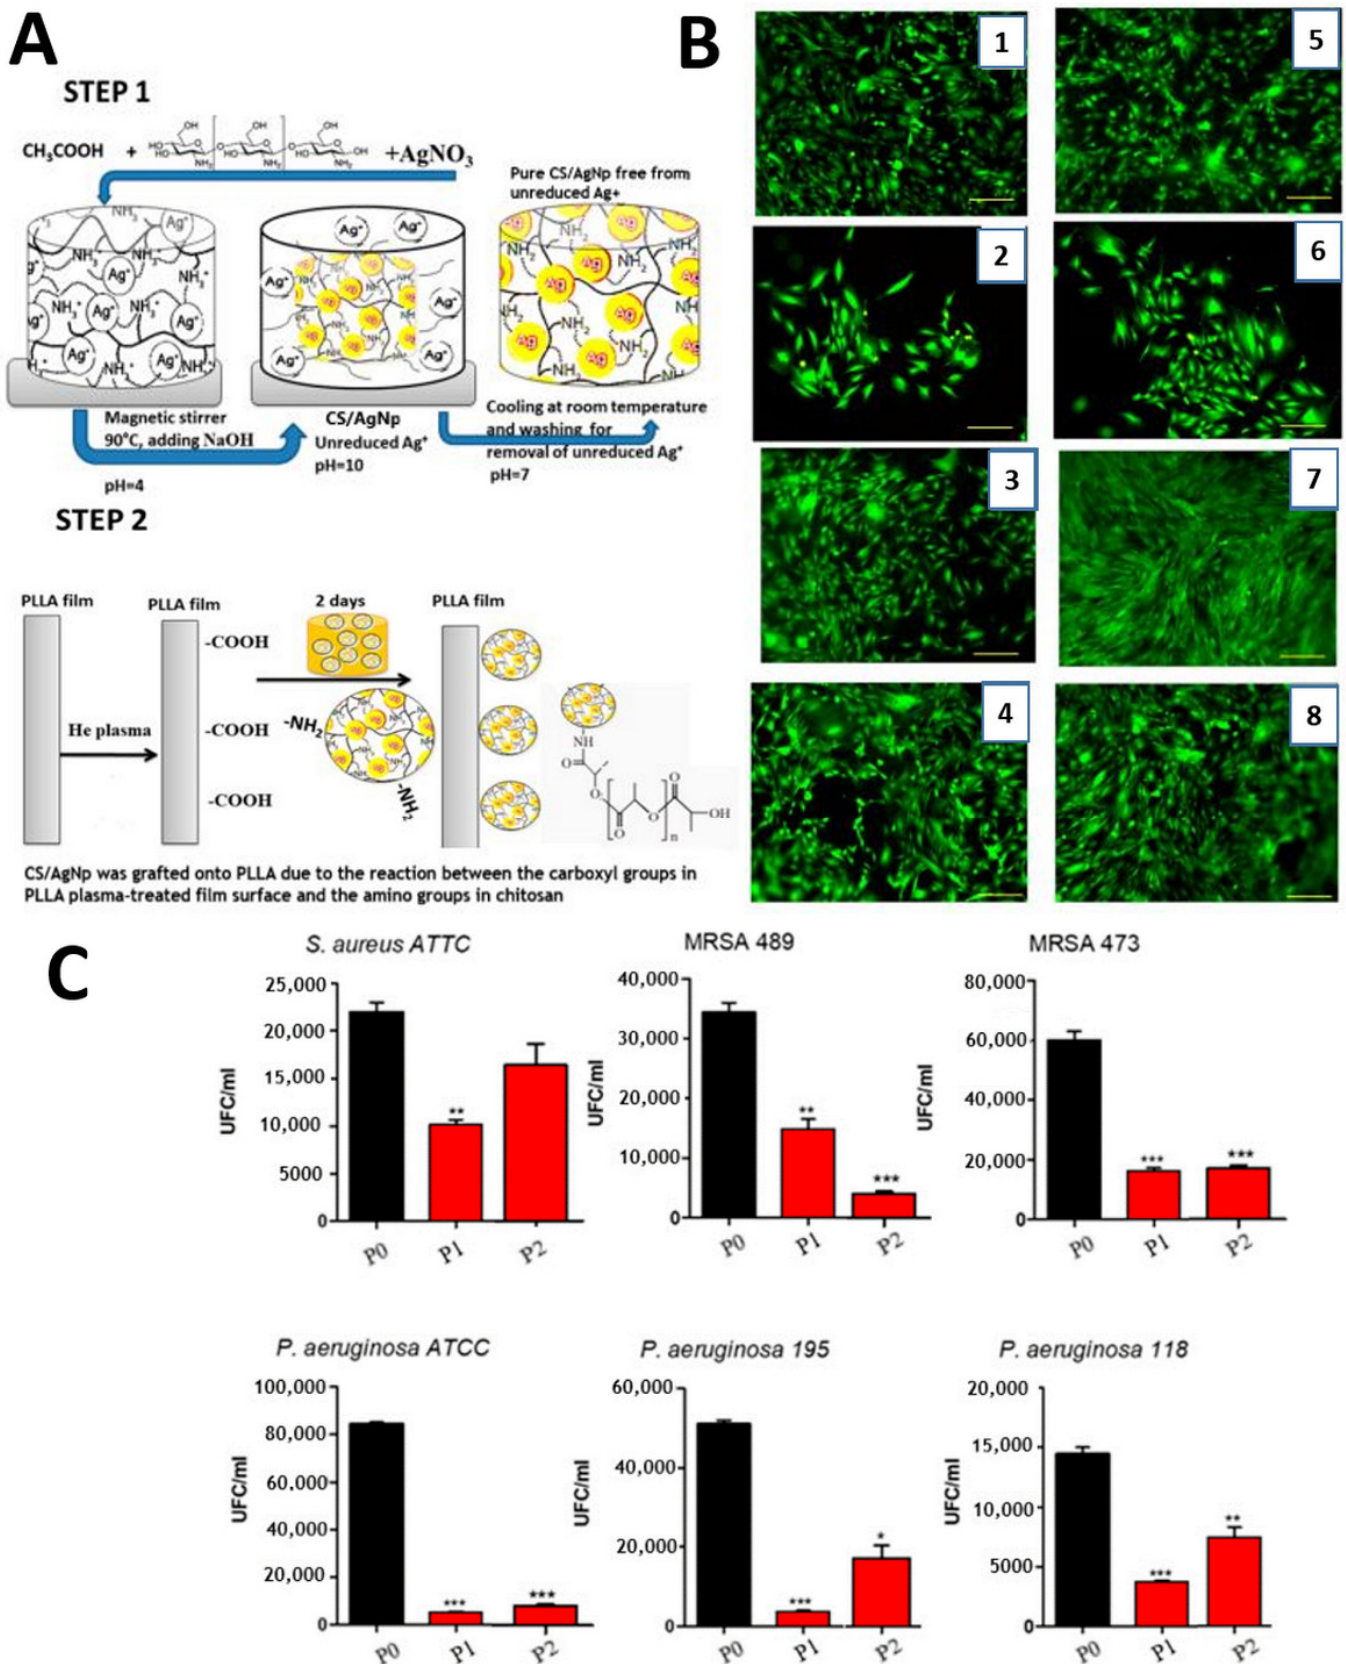 A
STEP 1
CH₃COOH + +AgNO₃
Pure CS/AgNp free from
unreduced Ag+
Magnetic stirrer
90°C, adding NaOH
pH=4
CS/AgNp
Unreduced Ag⁺
pH=10
Cooling at room temperature
and washing for
removal of unreduced Ag⁺
pH=7
STEP 2
PLLA film
PLLA film
2 days
PLLA film
-COOH
-COOH
-COOH
He plasma
-NH₂
-NH₂
NH
O
O
O
O
O
OH
n
CS/AgNp was grafted onto PLLA due to the reaction between the carboxyl groups in
PLLA plasma-treated film surface and the amino groups in chitosan
B
1
5
2
6
3
7
4
8
C
S. aureus ATTC
UFC/ml
25,000
20,000
15,000
10,000
5000
0
**
P0 P1 P2
MRSA 489
UFC/ml
40,000
30,000
20,000
10,000
0
**
***
P0 P1 P2
MRSA 473
UFC/ml
80,000
60,000
40,000
20,000
0
***
***
P0 P1 P2
P. aeruginosa ATCC
UFC/ml
100,000
80,000
60,000
40,000
20,000
0
***
***
P0 P1 P2
P. aeruginosa 195
UFC/ml
60,000
40,000
20,000
0
***
*
P0 P1 P2
P. aeruginosa 118
UFC/ml
20,000
15,000
10,000
5000
0
***
**
P0 P1 P2